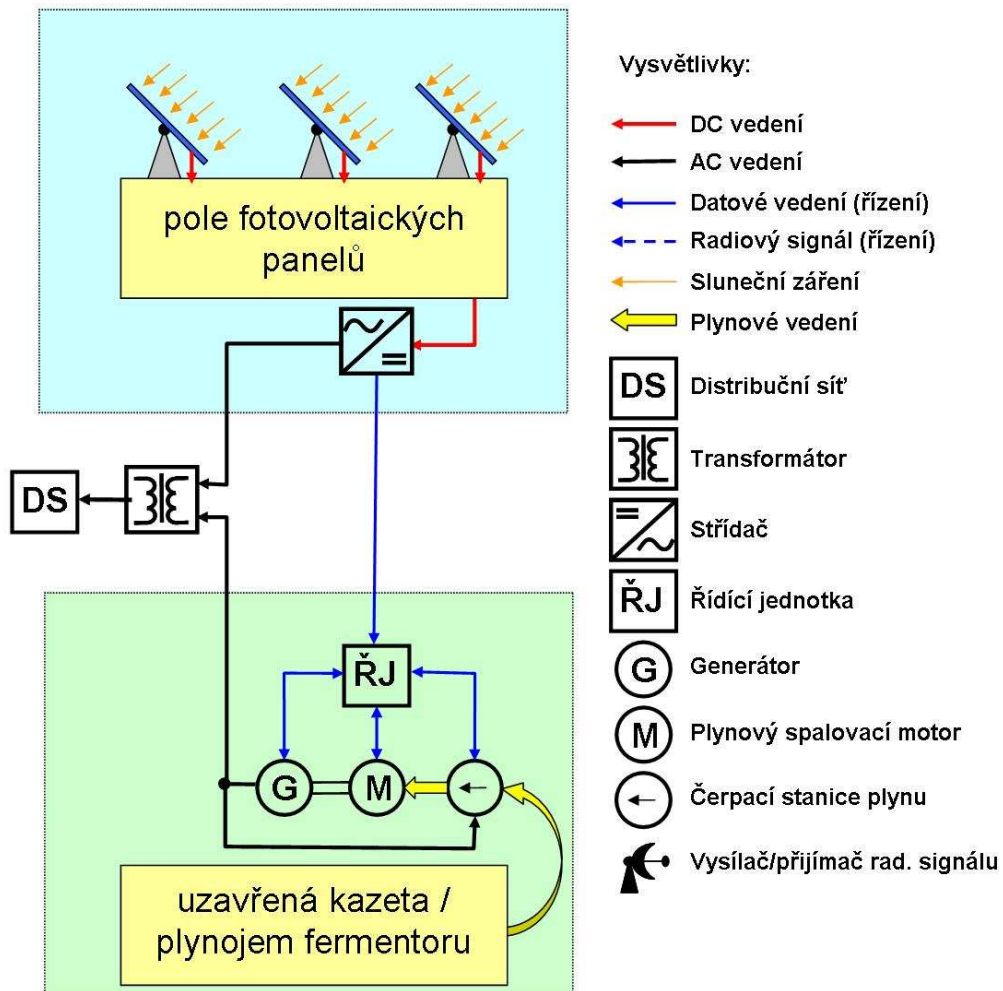 pole fotovoltaických
panelů
DS
ŘJ
G
M
uzavřená kazeta /
plynojem fermentoru
Vysvětlivky:
DC vedení
AC vedení
Datové vedení (řízení)
Radiový signál (řízení)
Sluneční záření
Plynové vedení
DS Distribuční síť
Transformátor
Střídač
ŘJ Řídící jednotka
G Generátor
M Plynový spalovací motor
Čerpací stanice plynu
Vysílač/přijímač rad. signálu